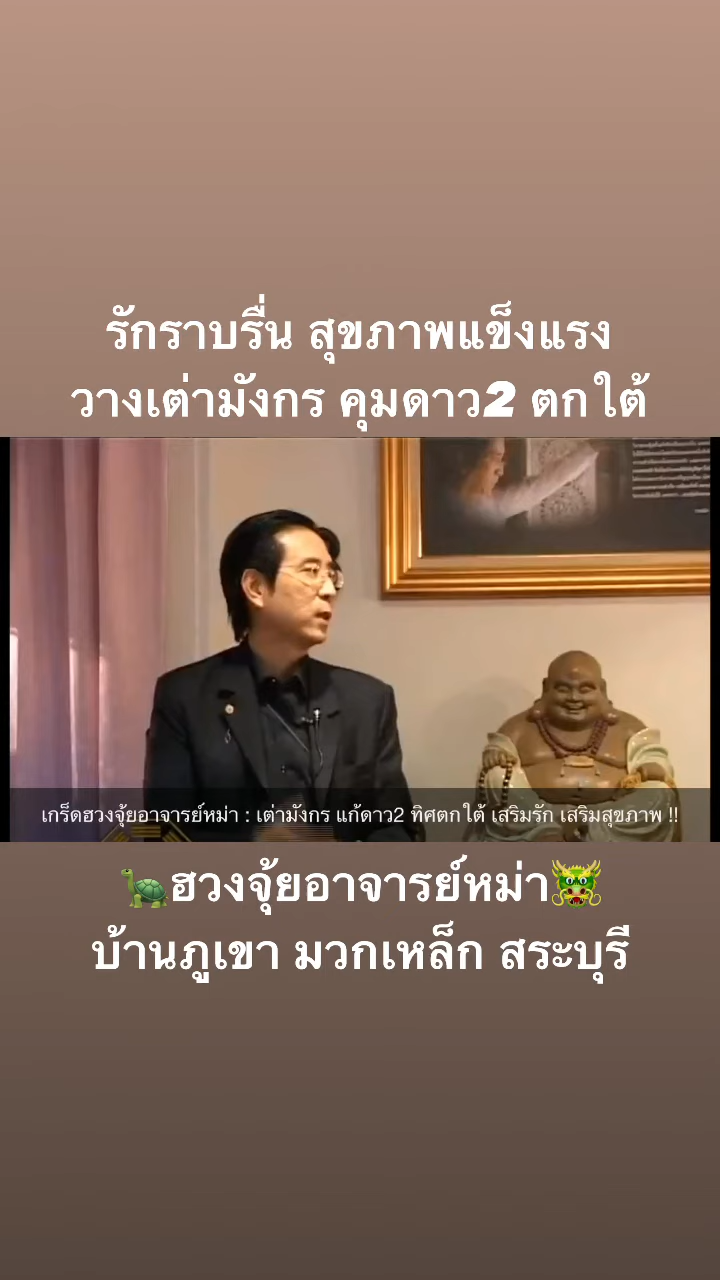 รักราบรื่น สุขภาพแข็งแรง
วางเต่ามังกร คุมดาว2 ตกใต้
เกร็ดฮวงจุ้ยอาจารย์หม่า : เต่ามังกร แก้ดาว2 ทิศตกใต้ เสริมรัก เสริมสุขภาพ !!
🐢ฮวงจุ้ยอาจารย์หม่า🐲
บ้านภูเขา มวกเหล็ก สระบุรี